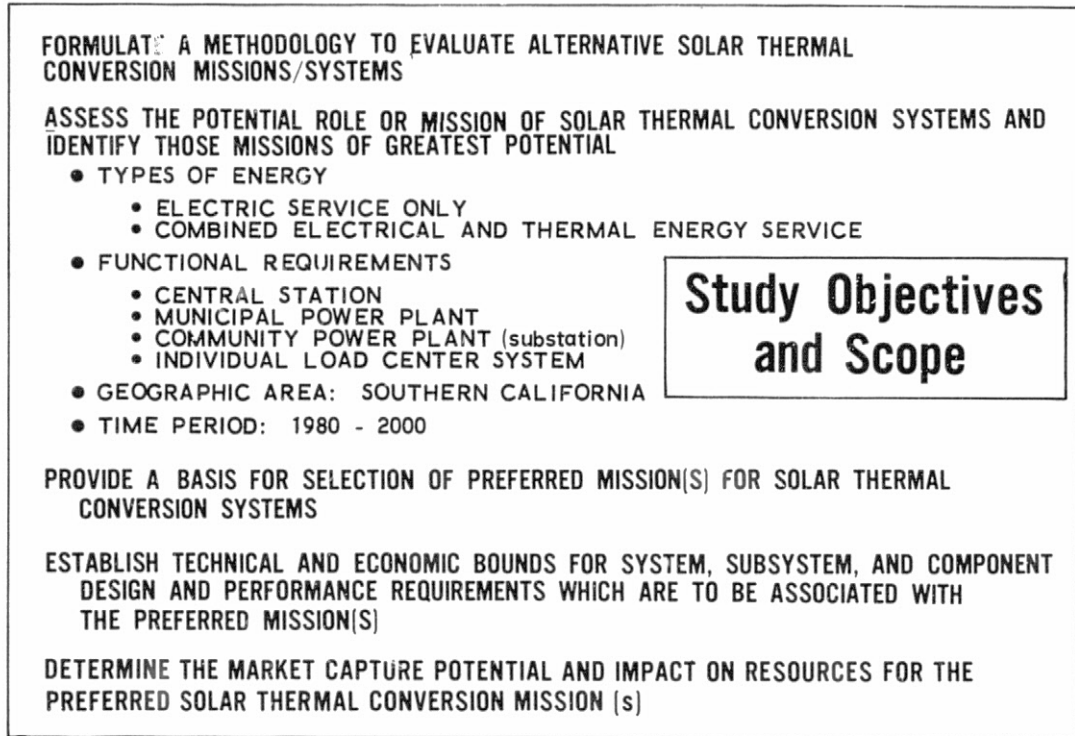 FORMULATE A METHODOLOGY TO EVALUATE ALTERNATIVE SOLAR THERMAL
CONVERSION MISSIONS/SYSTEMS
ASSESS THE POTENTIAL ROLE OR MISSION OF SOLAR THERMAL CONVERSION SYSTEMS AND
IDENTIFY THOSE MISSIONS OF GREATEST POTENTIAL
• TYPES OF ENERGY
• ELECTRIC SERVICE ONLY
• COMBINED ELECTRICAL AND THERMAL ENERGY SERVICE
• FUNCTIONAL REQUIREMENTS
• CENTRAL STATION
• MUNICIPAL POWER PLANT
• COMMUNITY POWER PLANT (substation)
• INDIVIDUAL LOAD CENTER SYSTEM
• GEOGRAPHIC AREA: SOUTHERN CALIFORNIA
• TIME PERIOD: 1980 - 2000
Study Objectives
and Scope
PROVIDE A BASIS FOR SELECTION OF PREFERRED MISSION(S) FOR SOLAR THERMAL
CONVERSION SYSTEMS
ESTABLISH TECHNICAL AND ECONOMIC BOUNDS FOR SYSTEM, SUBSYSTEM, AND COMPONENT
DESIGN AND PERFORMANCE REQUIREMENTS WHICH ARE TO BE ASSOCIATED WITH
THE PREFERRED MISSION(S)
DETERMINE THE MARKET CAPTURE POTENTIAL AND IMPACT ON RESOURCES FOR THE
PREFERRED SOLAR THERMAL CONVERSION MISSION (s)